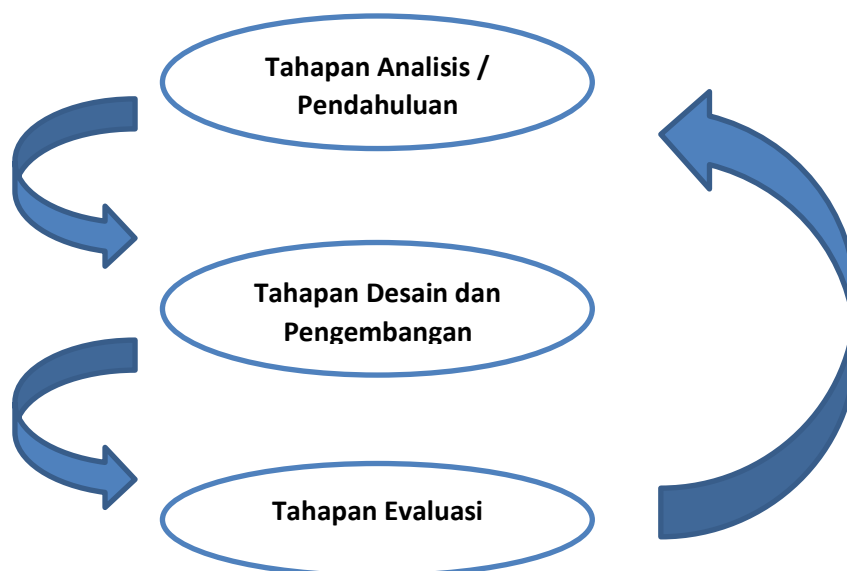 Tahapan Analisis /
Pendahuluan
Tahapan Desain dan
Pengembangan
Tahapan Evaluasi